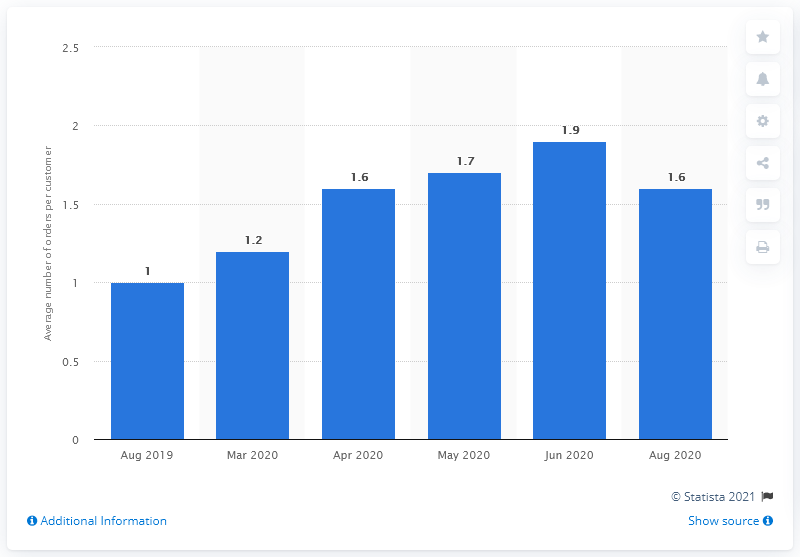 2.5
2
1.5
1
0.5
0
Average number of orders per customer
1
1.2
1.6
1.7
1.9
1.6
Aug 2019
Mar 2020
Apr 2020
May 2020
Jun 2020
Aug 2020
© Statista 2021
Additional Information
Show source